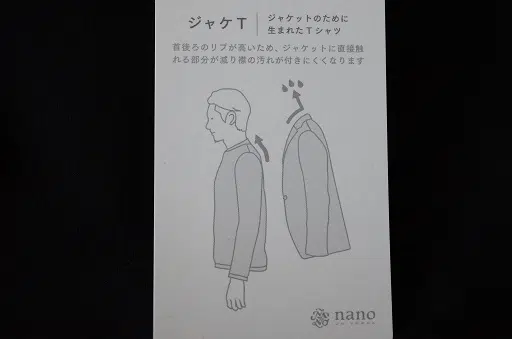 ジャケT
ジャケットのために
生まれたTシャツ
首後ろのリブが高いため、ジャケットに直接触
れる部分が減り襟の汚れが付きにくくなります
nano